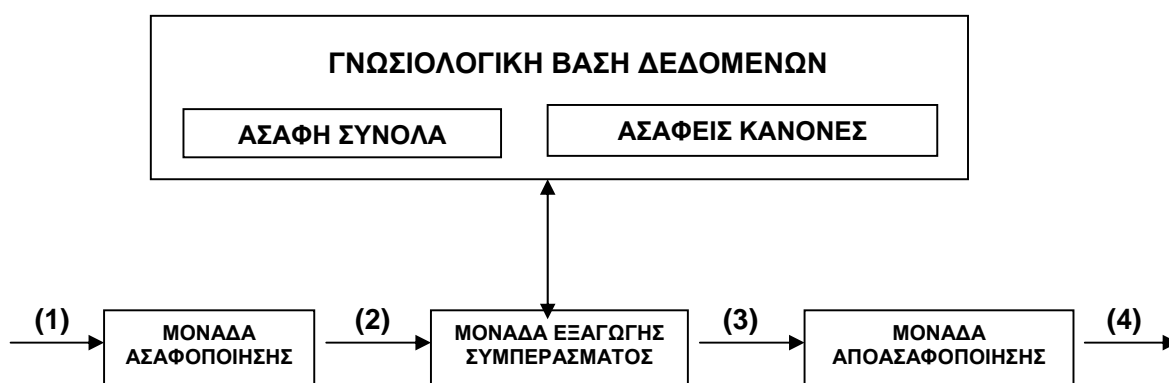 ΓΝΩΣΙΟΛΟΓΙΚΗ ΒΑΣΗ ΔΕΔΟΜΕΝΩΝ
ΑΣΑΦΗ ΣΥΝΟΛΑ
ΑΣΑΦΕΙΣ ΚΑΝΟΝΕΣ
(1)
ΜΟΝΑΔΑ
ΑΣΑΦΟΠΟΙΗΣΗΣ
(2)
ΜΟΝΑΔΑ ΕΞΑΓΩΓΗΣ
ΣΥΜΠΕΡΑΣΜΑΤΟΣ
(3)
ΜΟΝΑΔΑ
ΑΠΟΑΣΑΦΟΠΟΙΗΣΗΣ
(4)